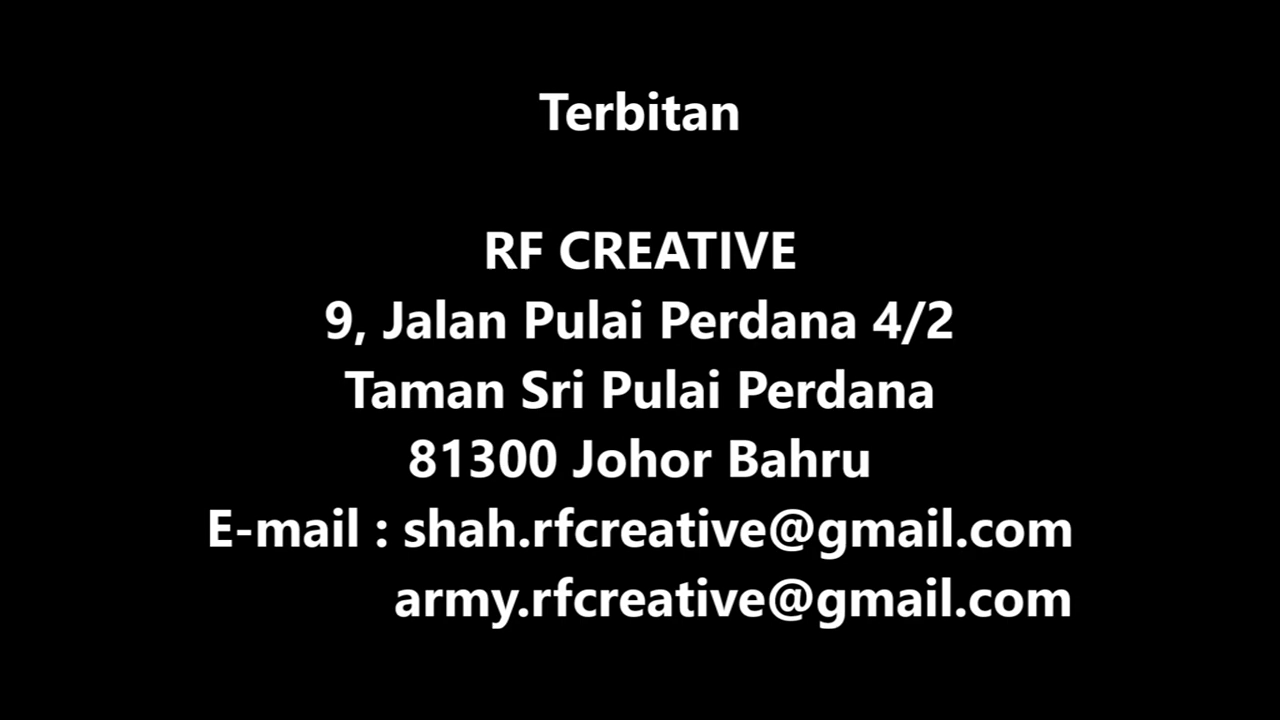 Terbitan
RF CREATIVE
9, Jalan Pulai Perdana 4/2
Taman Sri Pulai Perdana
81300 Johor Bahru
E-mail : shah.rfcreative@gmail.com
army.rfcreative@gmail.com